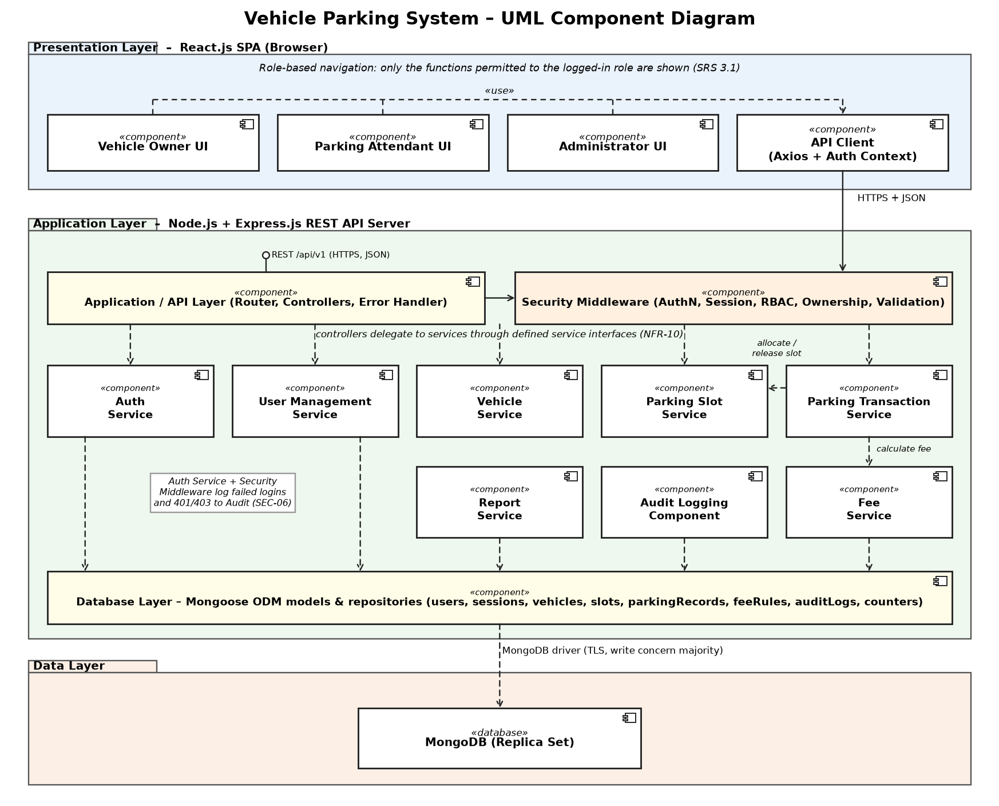 Vehicle Parking System – UML Component Diagram
Presentation Layer – React.js SPA (Browser)
Role-based navigation: only the functions permitted to the logged-in role are shown (SRS 3.1)
«use»
«component»
Vehicle Owner UI
«component»
Parking Attendant UI
«component»
Administrator UI
«component»
API Client
(Axios + Auth Context)
HTTPS + JSON
Application Layer – Node.js + Express.js REST API Server
REST /api/v1 (HTTPS, JSON)
«component»
Application / API Layer (Router, Controllers, Error Handler)
«component»
Security Middleware (AuthN, Session, RBAC, Ownership, Validation)
controllers delegate to services through defined service interfaces (NFR-10)
allocate /
release slot
«component»
Auth
Service
«component»
User Management
Service
«component»
Vehicle
Service
«component»
Parking Slot
Service
«component»
Parking Transaction
Service
calculate fee
Auth Service + Security
Middleware log failed logins
and 401/403 to Audit (SEC-06)
«component»
Report
Service
«component»
Audit Logging
Component
«component»
Fee
Service
«component»
Database Layer – Mongoose ODM models & repositories (users, sessions, vehicles, slots, parkingRecords, feeRules, auditLogs, counters)
MongoDB driver (TLS, write concern majority)
Data Layer
«database»
MongoDB (Replica Set)